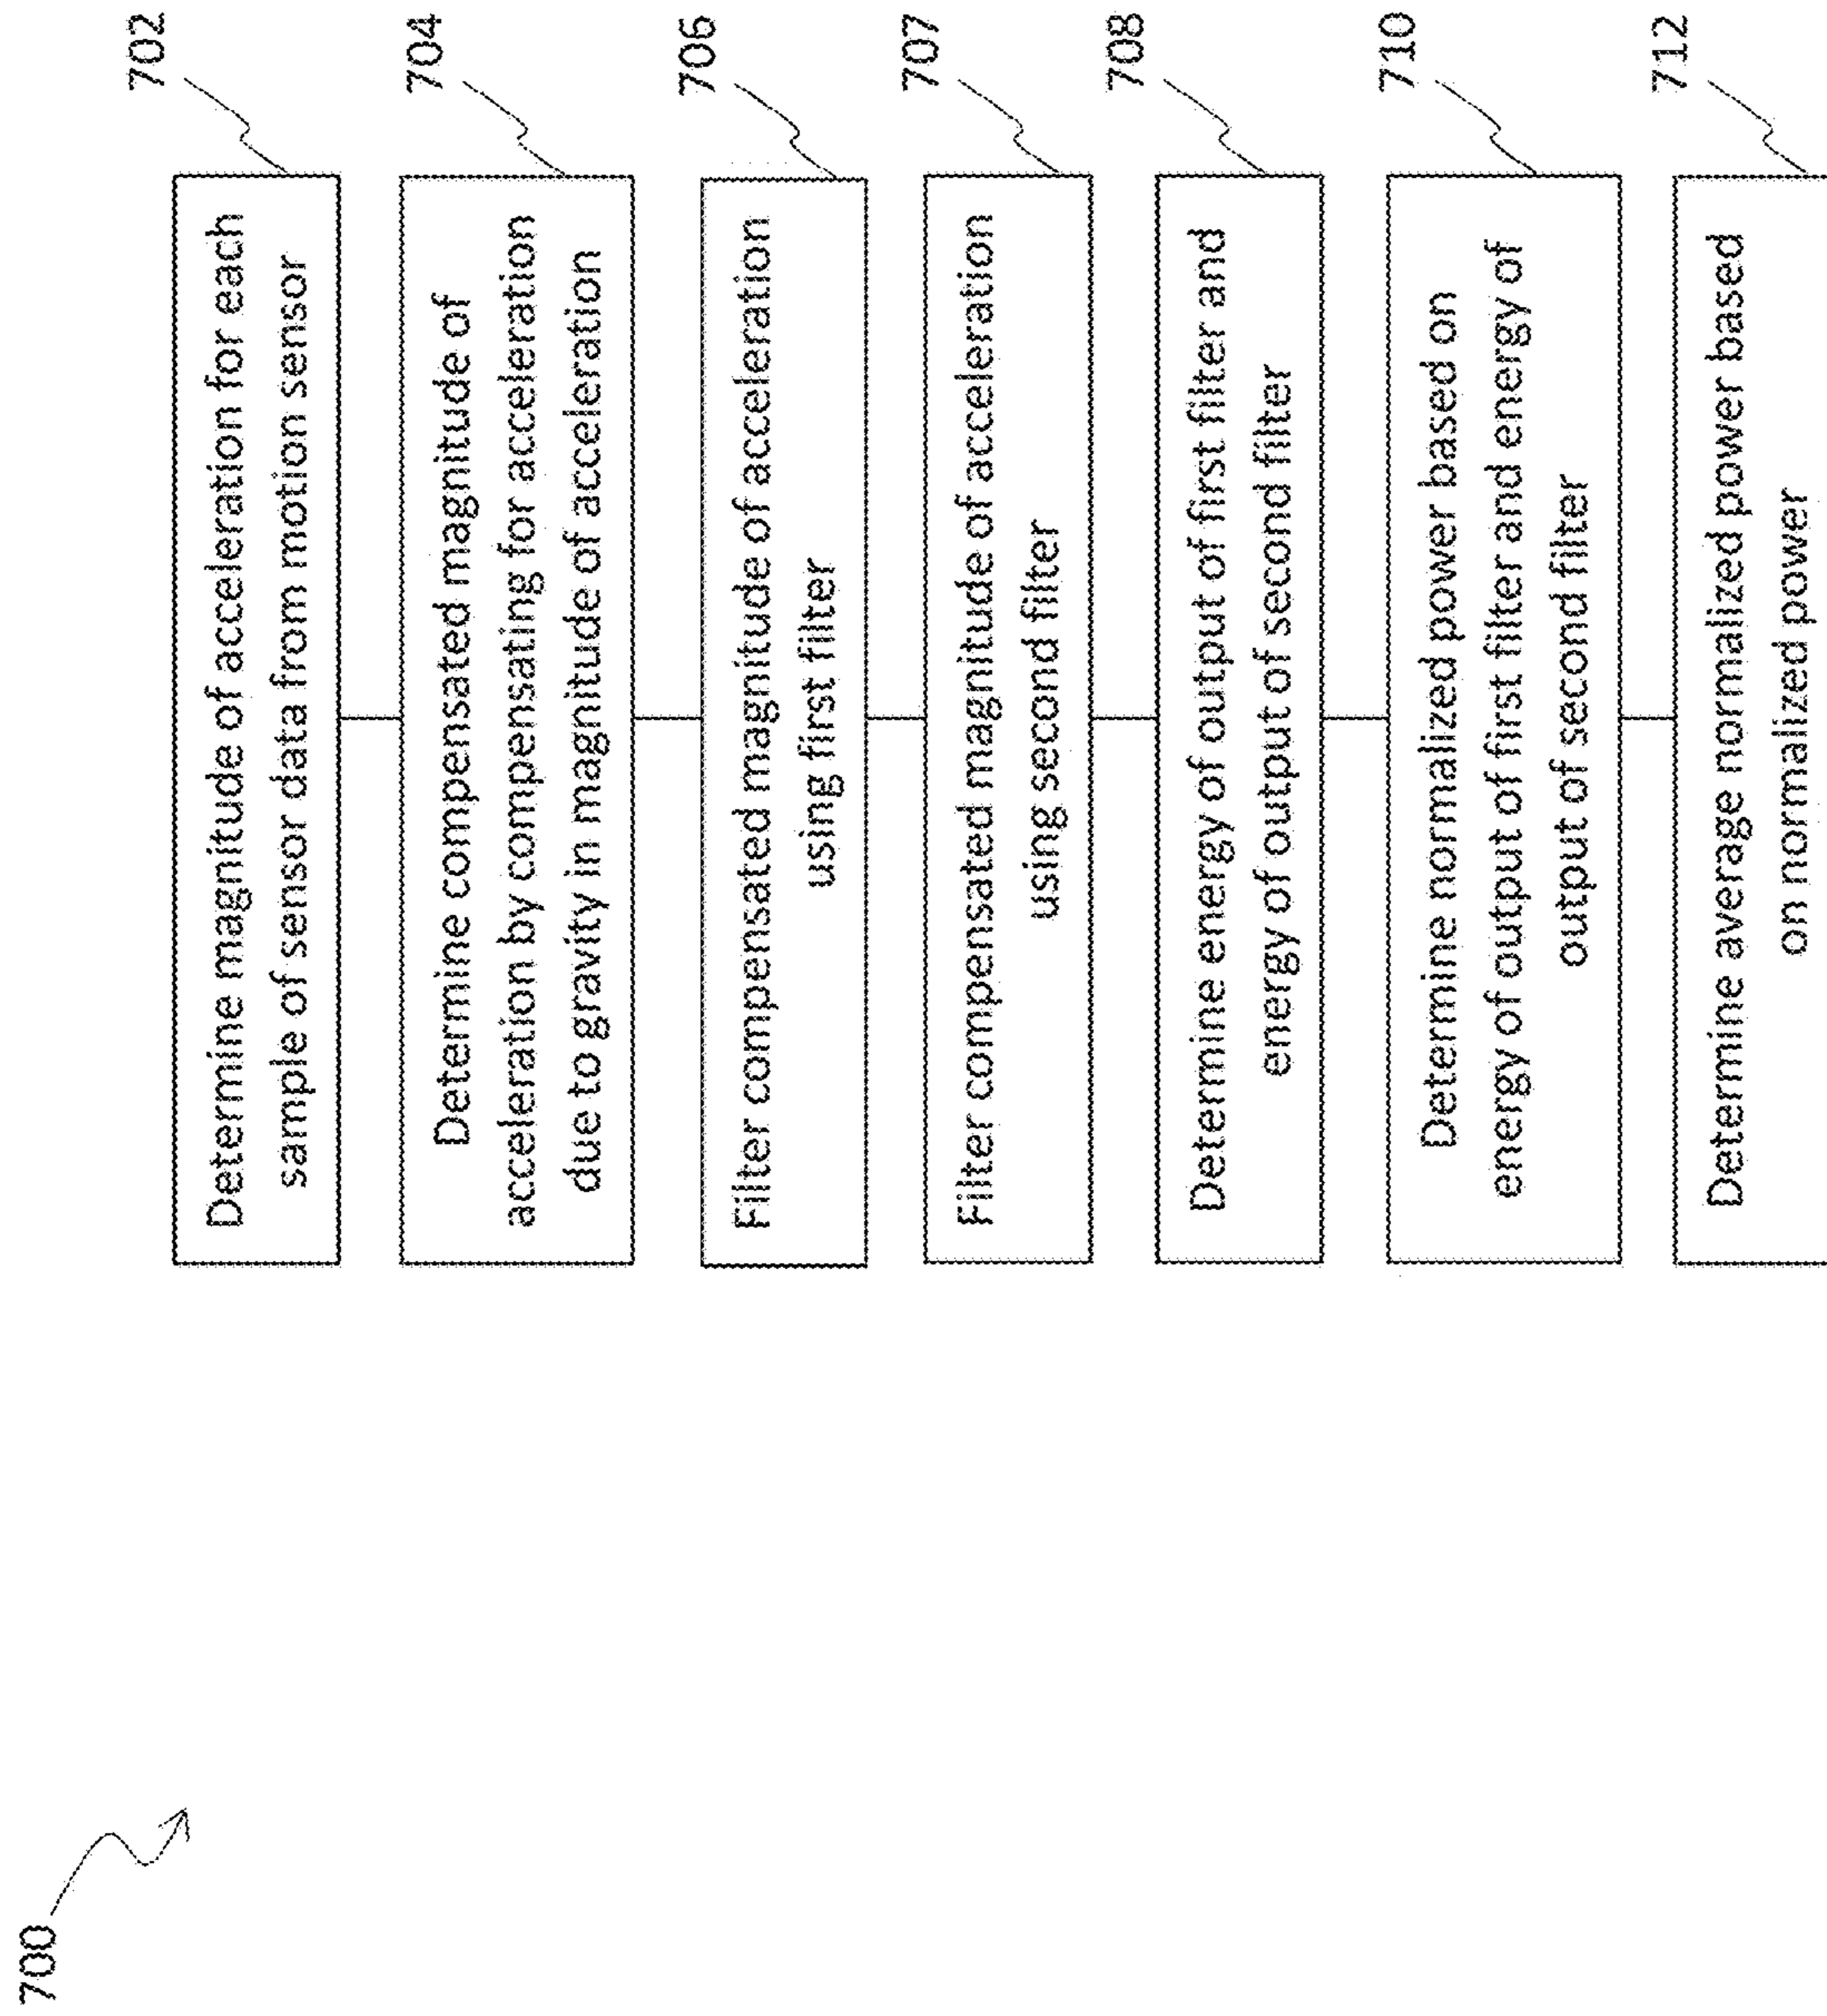 700
702
Determine magnitude of acceleration for each
sample of sensor data from motion sensor
704
Determine compensated magnitude of
acceleration by compensating for acceleration
due to gravity in magnitude of acceleration
706
Filter compensated magnitude of acceleration
using first filter
707
Filter compensated magnitude of acceleration
using second filter
708
Determine energy of output of first filter and
energy of output of second filter
710
Determine normalized power based on
energy of output of first filter and energy of
output of second filter
712
Determine average normalized power based
on normalized power